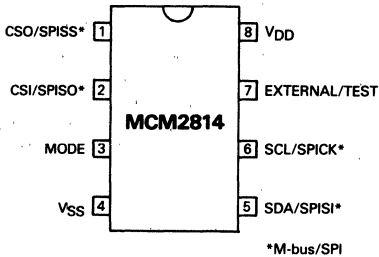 CSO/SPISS* 1 8 VDD
CSI/SPISO* 2 7 EXTERNAL/TEST
MCM2814
MODE 3 6 SCL/SPICK*
VSS 4 5 SDA/SPISI*
*M-bus/SPI